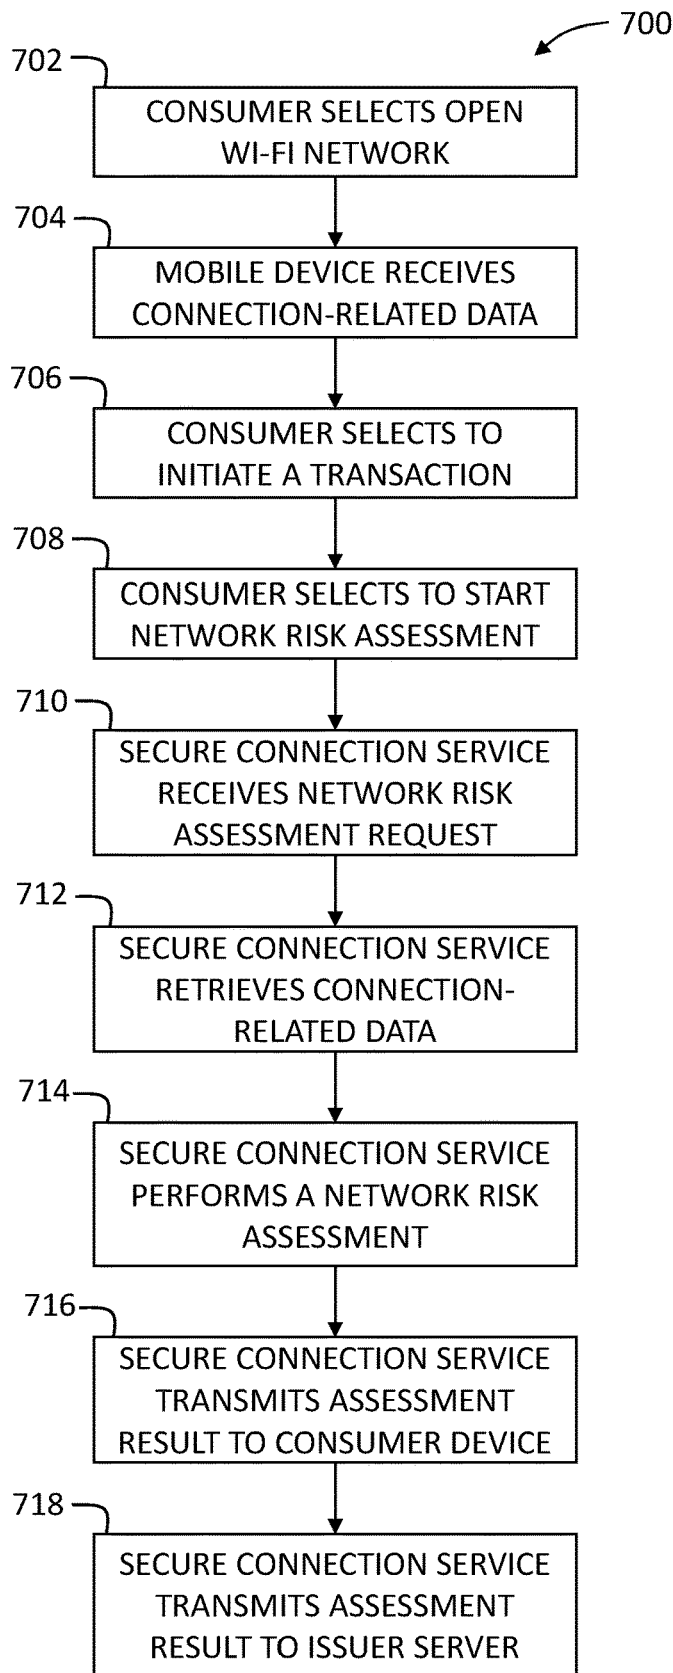 700
702
CONSUMER SELECTS OPEN
WI-FI NETWORK
704
MOBILE DEVICE RECEIVES
CONNECTION-RELATED DATA
706
CONSUMER SELECTS TO
INITIATE A TRANSACTION
708
CONSUMER SELECTS TO START
NETWORK RISK ASSESSMENT
710
SECURE CONNECTION SERVICE
RECEIVES NETWORK RISK
ASSESSMENT REQUEST
712
SECURE CONNECTION SERVICE
RETRIEVES CONNECTION-
RELATED DATA
714
SECURE CONNECTION SERVICE
PERFORMS A NETWORK RISK
ASSESSMENT
716
SECURE CONNECTION SERVICE
TRANSMITS ASSESSMENT
RESULT TO CONSUMER DEVICE
718
SECURE CONNECTION SERVICE
TRANSMITS ASSESSMENT
RESULT TO ISSUER SERVER